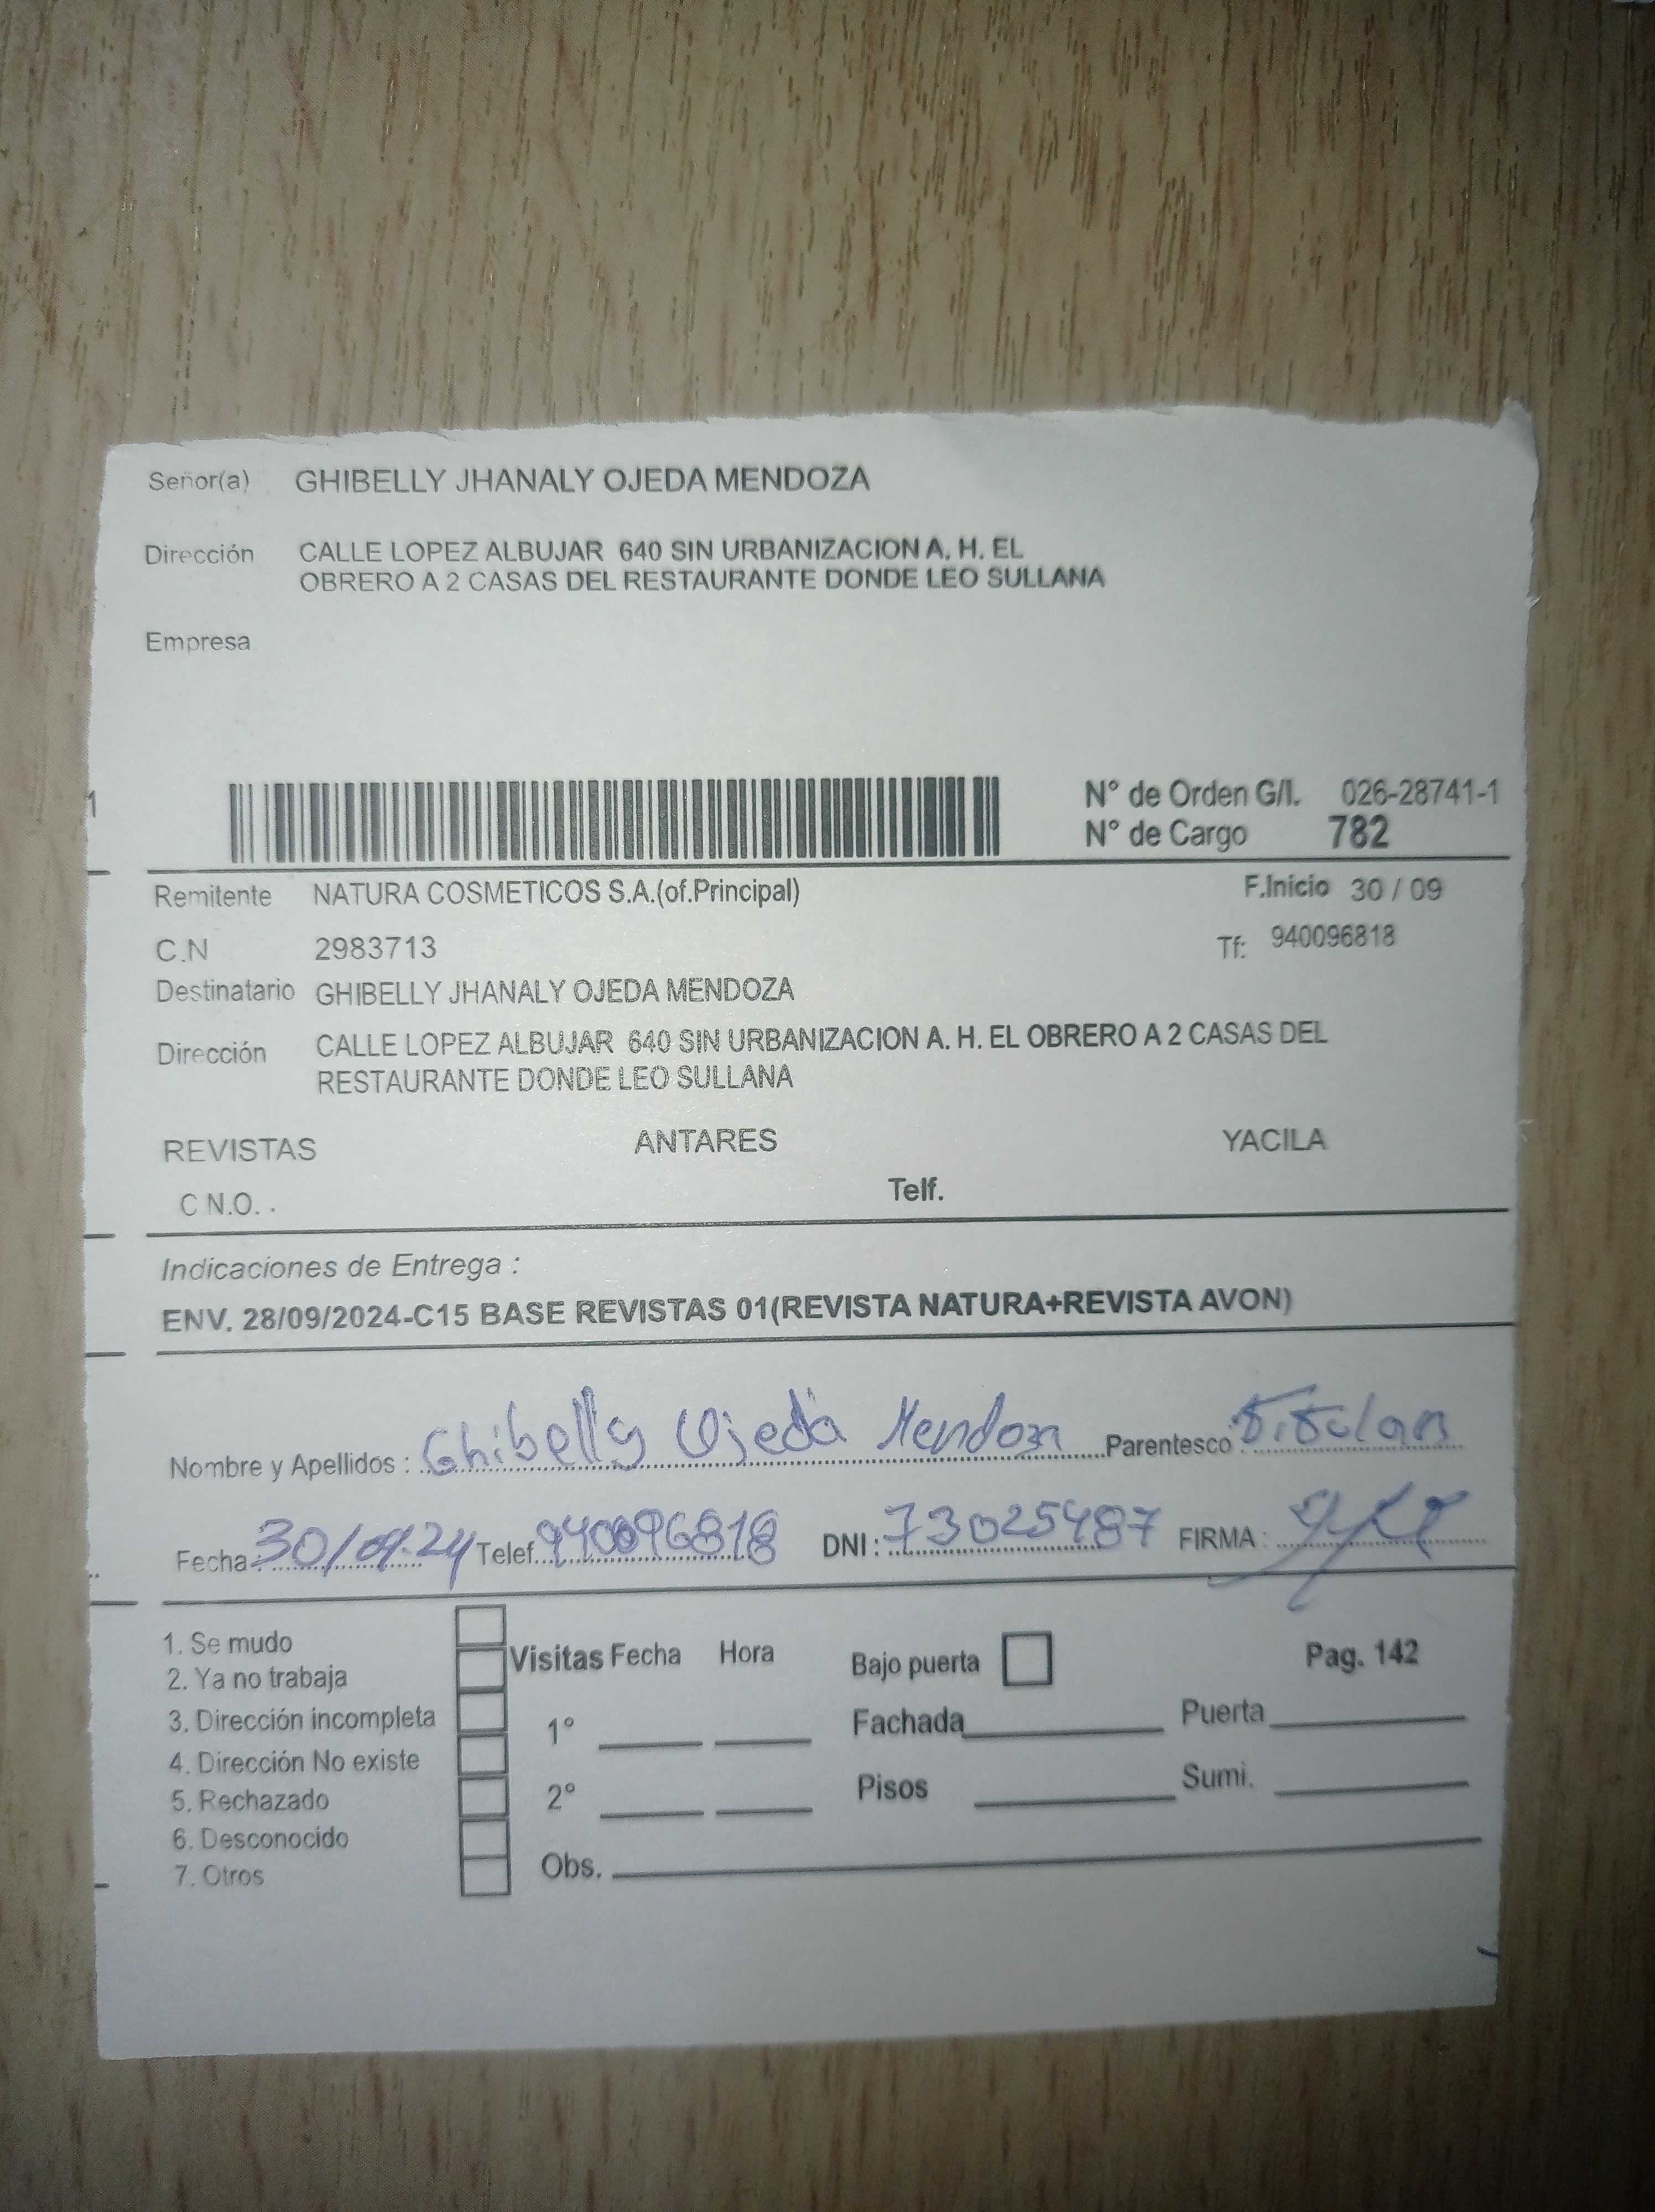 Señor(a) GHIBELLY JHANALY OJEDA MENDOZA
Dirección CALLE LOPEZ ALBUJAR 640 SIN URBANIZACION A. H. EL
OBRERO A 2 CASAS DEL RESTAURANTE DONDE LEO SULLANA
Empresa
1
N° de Orden G/I. 026-28741-1
N° de Cargo 782
Remitente NATURA COSMETICOS S.A.(of.Principal) F.Inicio 30 / 09
C.N 2983713 Tf: 940096818
Destinatario GHIBELLY JHANALY OJEDA MENDOZA
Dirección CALLE LOPEZ ALBUJAR 640 SIN URBANIZACION A. H. EL OBRERO A 2 CASAS DEL
RESTAURANTE DONDE LEO SULLANA
REVISTAS ANTARES YACILA
C N.O. . Telf.
Indicaciones de Entrega :
ENV. 28/09/2024-C15 BASE REVISTAS 01(REVISTA NATURA+REVISTA AVON)
Nombre y Apellidos : Ghibelly Ojeda Mendoza Parentesco : Titular
Fecha : 30/09.24 Telef. 940096818 DNI : 73025487 FIRMA :
1. Se mudo
2. Ya no trabaja
3. Dirección incompleta
4. Dirección No existe
5. Rechazado
6. Desconocido
7. Otros
Visitas Fecha Hora Bajo puerta Pag. 142
1° Fachada Puerta
2° Pisos Sumi.
Obs.